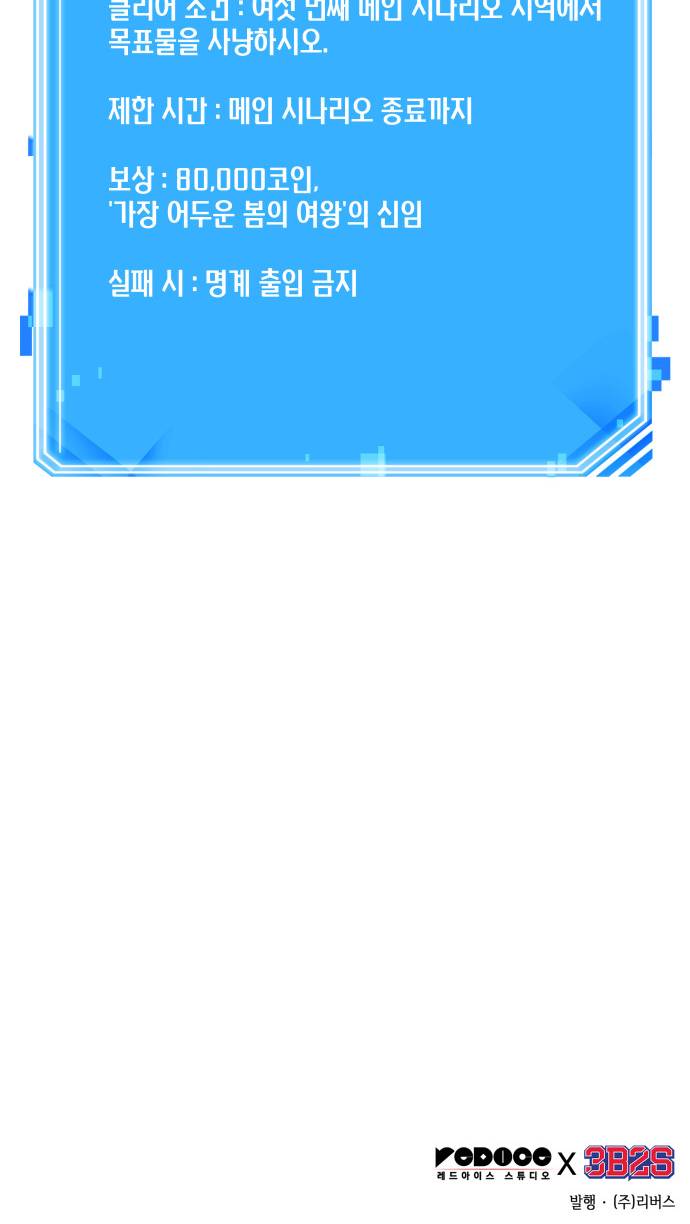 클리어 조건 : 여섯 번째 메인 시나리오 지역에서
목표물을 사냥하시오.
제한 시간 : 메인 시나리오 종료까지
보상 : 80,000코인,
'가장 어두운 봄의 여왕'의 신임
실패 시 : 명계 출입 금지
REDICE X 3B2S
레드아이스 스튜디오
발행 · (주)리버스